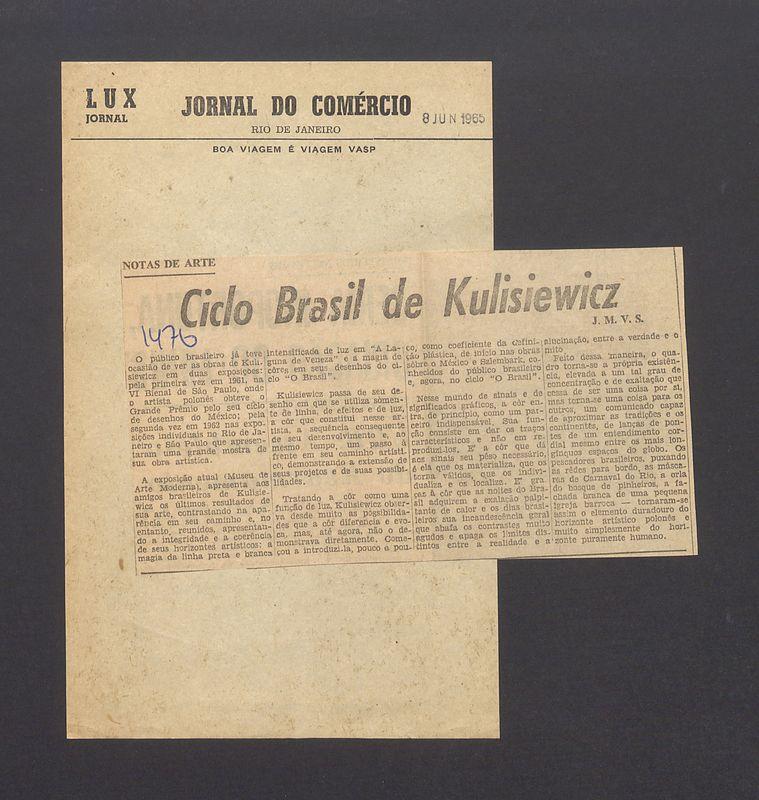 LUX
JORNAL
JORNAL DO COMÉRCIO
RIO DE JANEIRO
8 JUN 1965
BOA VIAGEM É VIAGEM VASP
NOTAS DE ARTE
Ciclo Brasil de Kulisiewicz
J. M. V. S.
1476
O público brasileiro já teve
ocasião de ver as obras de Kuli-
siewicz em duas exposições:
pela primeira vez em 1961, na
VI Bienal de São Paulo, onde
o artista polonês obteve o
Grande Prêmio pelo seu ciclo
de desenhos do México; pela
segunda vez em 1962 nas expo-
sições individuais no Rio de Ja-
neiro e São Paulo que apresen-
taram uma grande mostra de
sua obra artística.
A exposição atual (Museu de
Arte Moderna), apresenta aos
amigos brasileiros de Kulisie-
wicz os últimos resultados de
sua arte, contrastando na apa-
rência em seu caminho e, no
entanto, reunidos, apresentan-
do a integridade e a coerência
de seus horizontes artísticos: a
magia da linha preta e branca
intensificada de luz em "A La-
guna de Veneza" e a magia de
côres em seus desenhos do ci-
clo "O Brasil".
Kulisiewicz passa de seu de-
senho em que se utiliza sòmen-
te de linha, de efeitos e de luz,
a côr que constitui nesse ar-
tista, a sequência consequente
de seu desenvolvimento e, ao
mesmo tempo, um passo à
frente em seu caminho artísti-
co, demonstrando a extensão de
seus projetos e de suas possibi-
lidades.
Tratando a côr como uma
função de luz, Kulisiewicz obser-
va desde muito as possibilida-
des que a côr diferencia e evo-
ca, mas, até agora, não o de-
monstrava diretamente. Come-
çou a introduzi-la, pouco a pou-
co, como coeficiente da defini-
ção plástica, de início nas obras
sôbre o México e Balembark, co-
nhecidos do público brasileiro
e, agora, no ciclo "O Brasil".
Nesse mundo de sinais e de
significados gráficos, a côr en-
tra, de princípio, como um par-
ceiro indispensável. Sua fun-
ção consiste em dar os traços
característicos e não em re-
produzi-los. E' a côr que dá
aos sinais seu pêso necessário,
é ela que os materializa, que os
torna válidos, que os indivi-
dualiza e os localiza. E' gra-
ças à côr que as noites do Bra-
sil adquirem a exalação palpi-
tante de calor e os dias brasi-
leiros sua incandescência geral
que abafa os contrastes muito
agudos e apaga os limites dis-
tintos entre a realidade e a
alucinação, entre a verdade e o
mito
Feito dessa maneira, o qua-
dro torna-se a própria existên-
cia, elevada a um tal grau de
concentração e de exaltação que
cessa de ser uma coisa por si,
mas torna-se uma coisa para os
outros, um comunicado capaz
de aproximar as tradições e os
continentes, de lanças de pon-
tes de um entendimento cor-
dial mesmo entre os mais lon-
gínquos espaços do globo. Os
pescadores brasileiros, puxando
as rêdes para bordo, as másca-
ras do Carnaval do Rio, a orla
do bosque de pinheiros, a fa-
chada branca de uma pequena
igreja barroca — tornaram-se
assim o elemento duradouro do
horizonte artístico polonês e
muito simplesmente do hori-
zonte puramente humano.